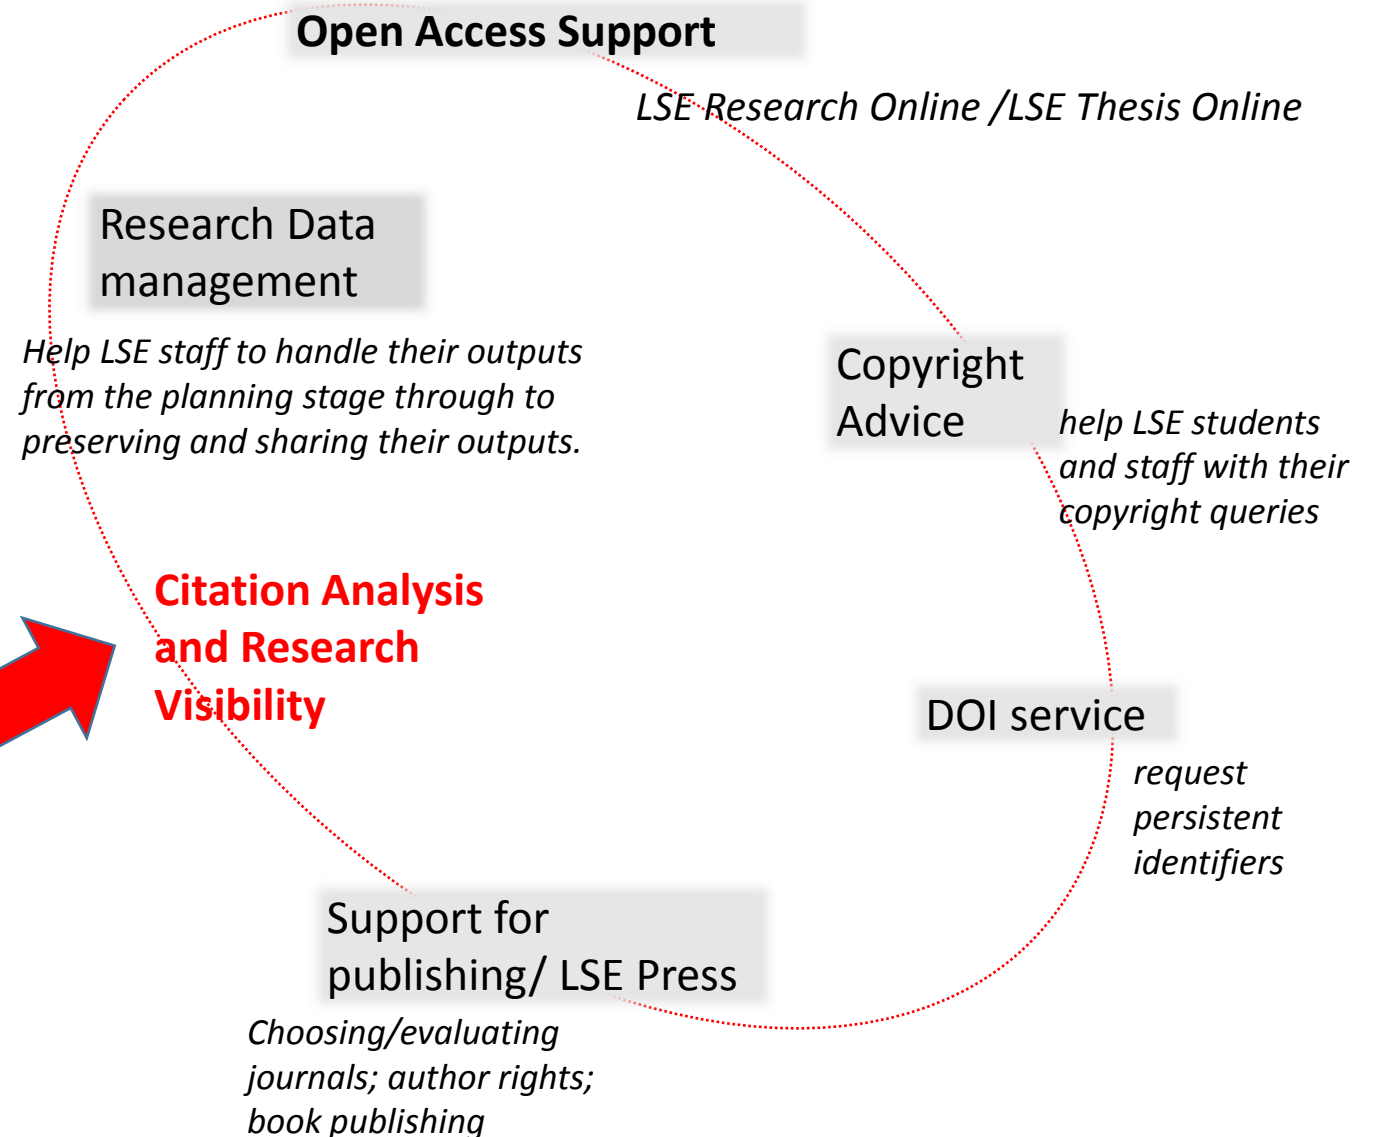 Open Access Support
LSE Research Online /LSE Thesis Online
Research Data
management
Help LSE staff to handle their outputs
from the planning stage through to
preserving and sharing their outputs.
Copyright
Advice
help LSE students
and staff with their
copyright queries
Citation Analysis
and Research
Visibility
DOI service
request
persistent
identifiers
Support for
publishing/ LSE Press
Choosing/evaluating
journals; author rights;
book publishing